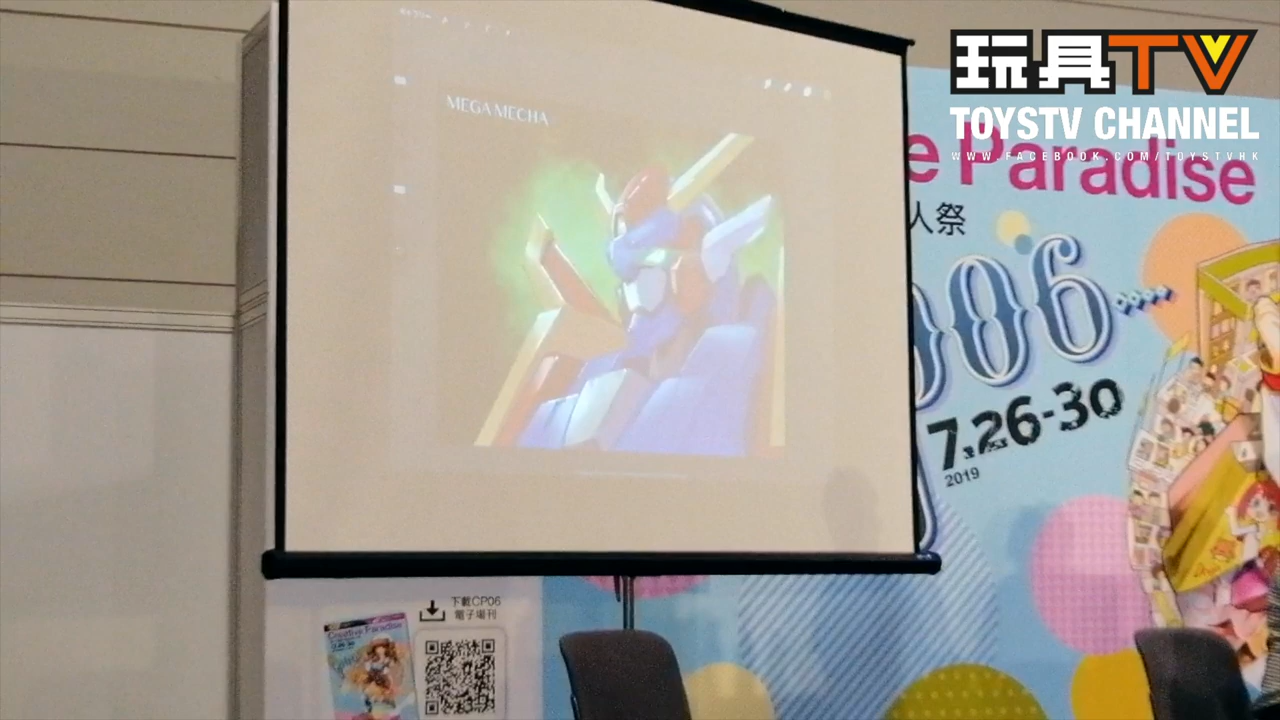 玩具TV
TOYSTV CHANNEL
WWW.FACEBOOK.COM/TOYSTVHK
MEGA MECHA
e Paradise
人祭
06
7.26-30
2019
下載CP06
電子場刊
Creative Paradise